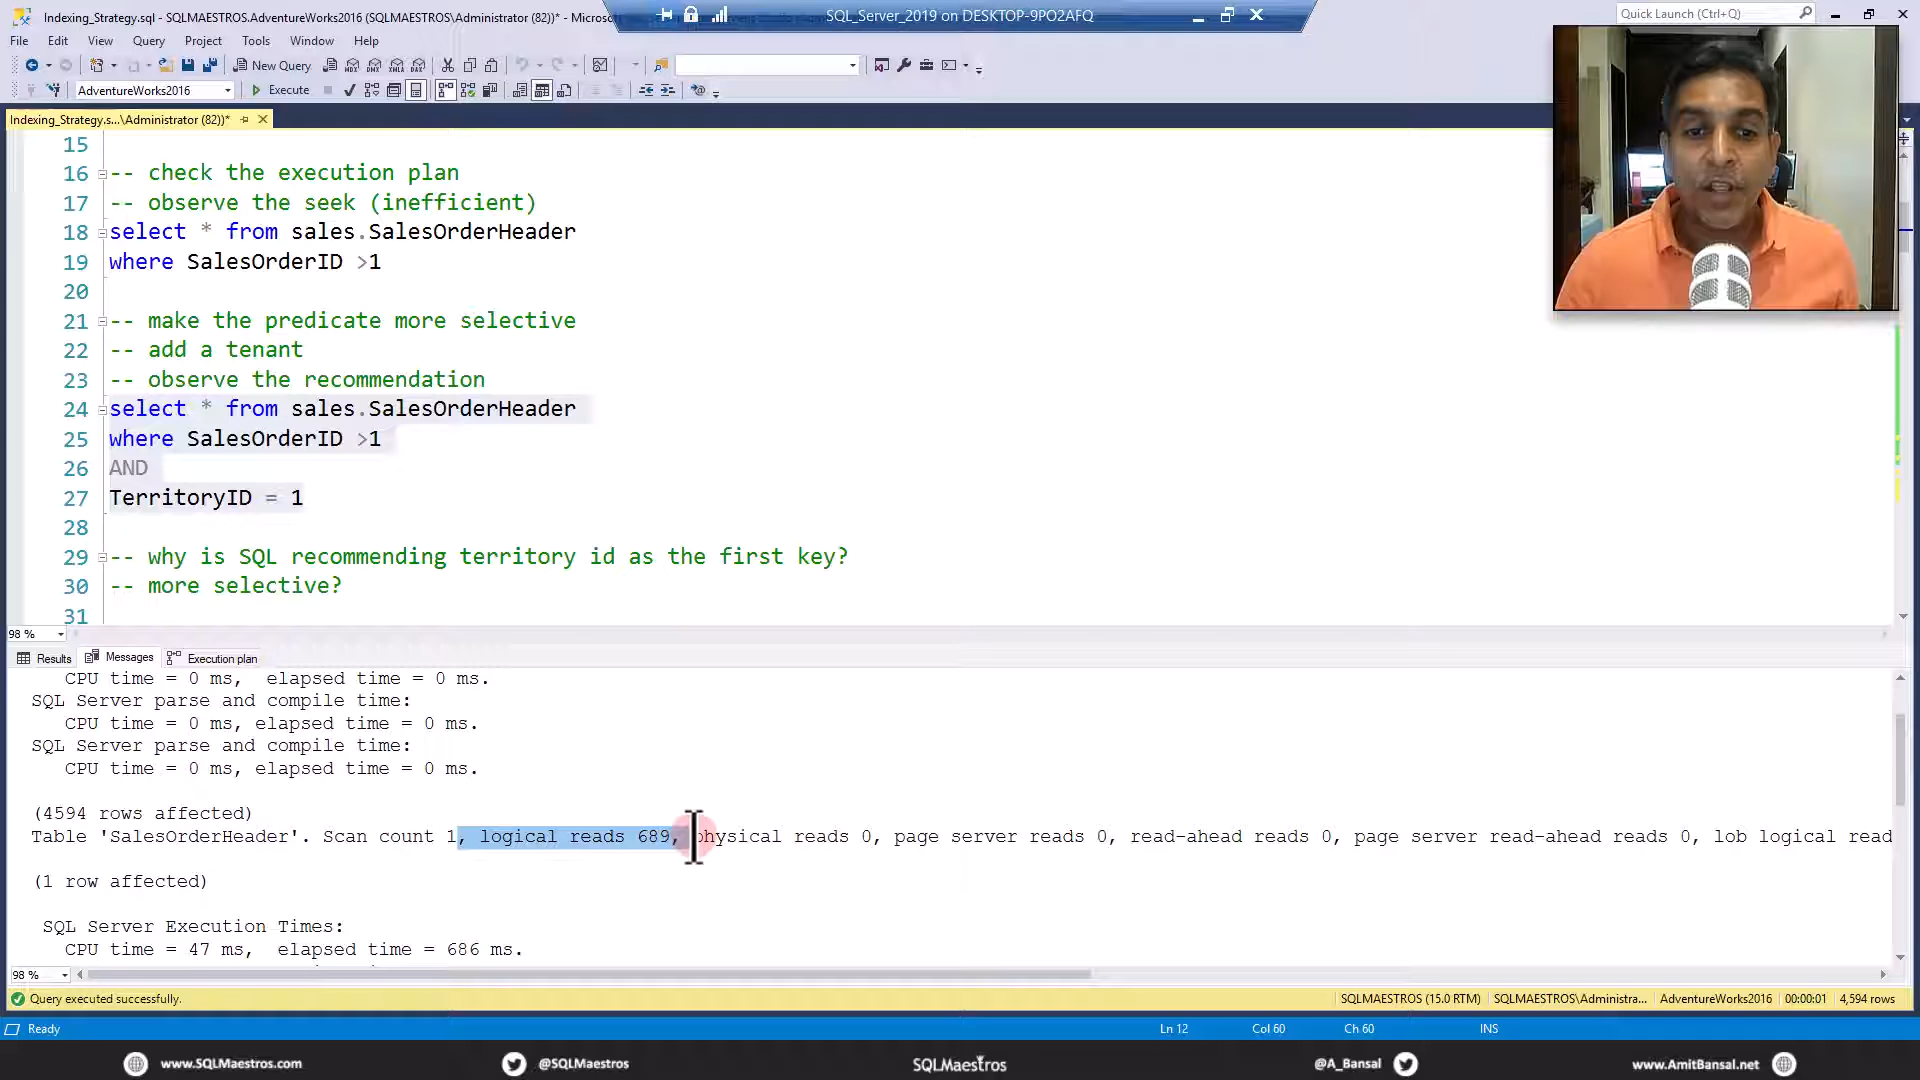 Indexing_Strategy.sql - SQLMAESTROS.AdventureWorks2016 (SQLMAESTROS\Administrator (82))* - Micros
SQL_Server_2019 on DESKTOP-9PO2AFQ
Quick Launch (Ctrl+Q)
File Edit View Query Project Tools Window Help
New Query
AdventureWorks2016
Execute
Indexing_Strategy.s...\Administrator (82))*
15
16 -- check the execution plan
17 -- observe the seek (inefficient)
18 select * from sales.SalesOrderHeader
19 where SalesOrderID >1
20
21 -- make the predicate more selective
22 -- add a tenant
23 -- observe the recommendation
24 select * from sales.SalesOrderHeader
25 where SalesOrderID >1
26 AND
27 TerritoryID = 1
28
29 -- why is SQL recommending territory id as the first key?
30 -- more selective?
31
98 %
Results Messages Execution plan
CPU time = 0 ms, elapsed time = 0 ms.
SQL Server parse and compile time:
CPU time = 0 ms, elapsed time = 0 ms.
SQL Server parse and compile time:
CPU time = 0 ms, elapsed time = 0 ms.
(4594 rows affected)
Table 'SalesOrderHeader'. Scan count 1, logical reads 689, physical reads 0, page server reads 0, read-ahead reads 0, page server read-ahead reads 0, lob logical read
(1 row affected)
SQL Server Execution Times:
CPU time = 47 ms, elapsed time = 686 ms.
98 %
Query executed successfully. SQLMAESTROS (15.0 RTM) SQLMAESTROS\Administra... AdventureWorks2016 00:00:01 4,594 rows
Ready Ln 12 Col 60 Ch 60 INS
www.SQLMaestros.com @SQLMaestros SQLMaestros @A_Bansal www.AmitBansal.net